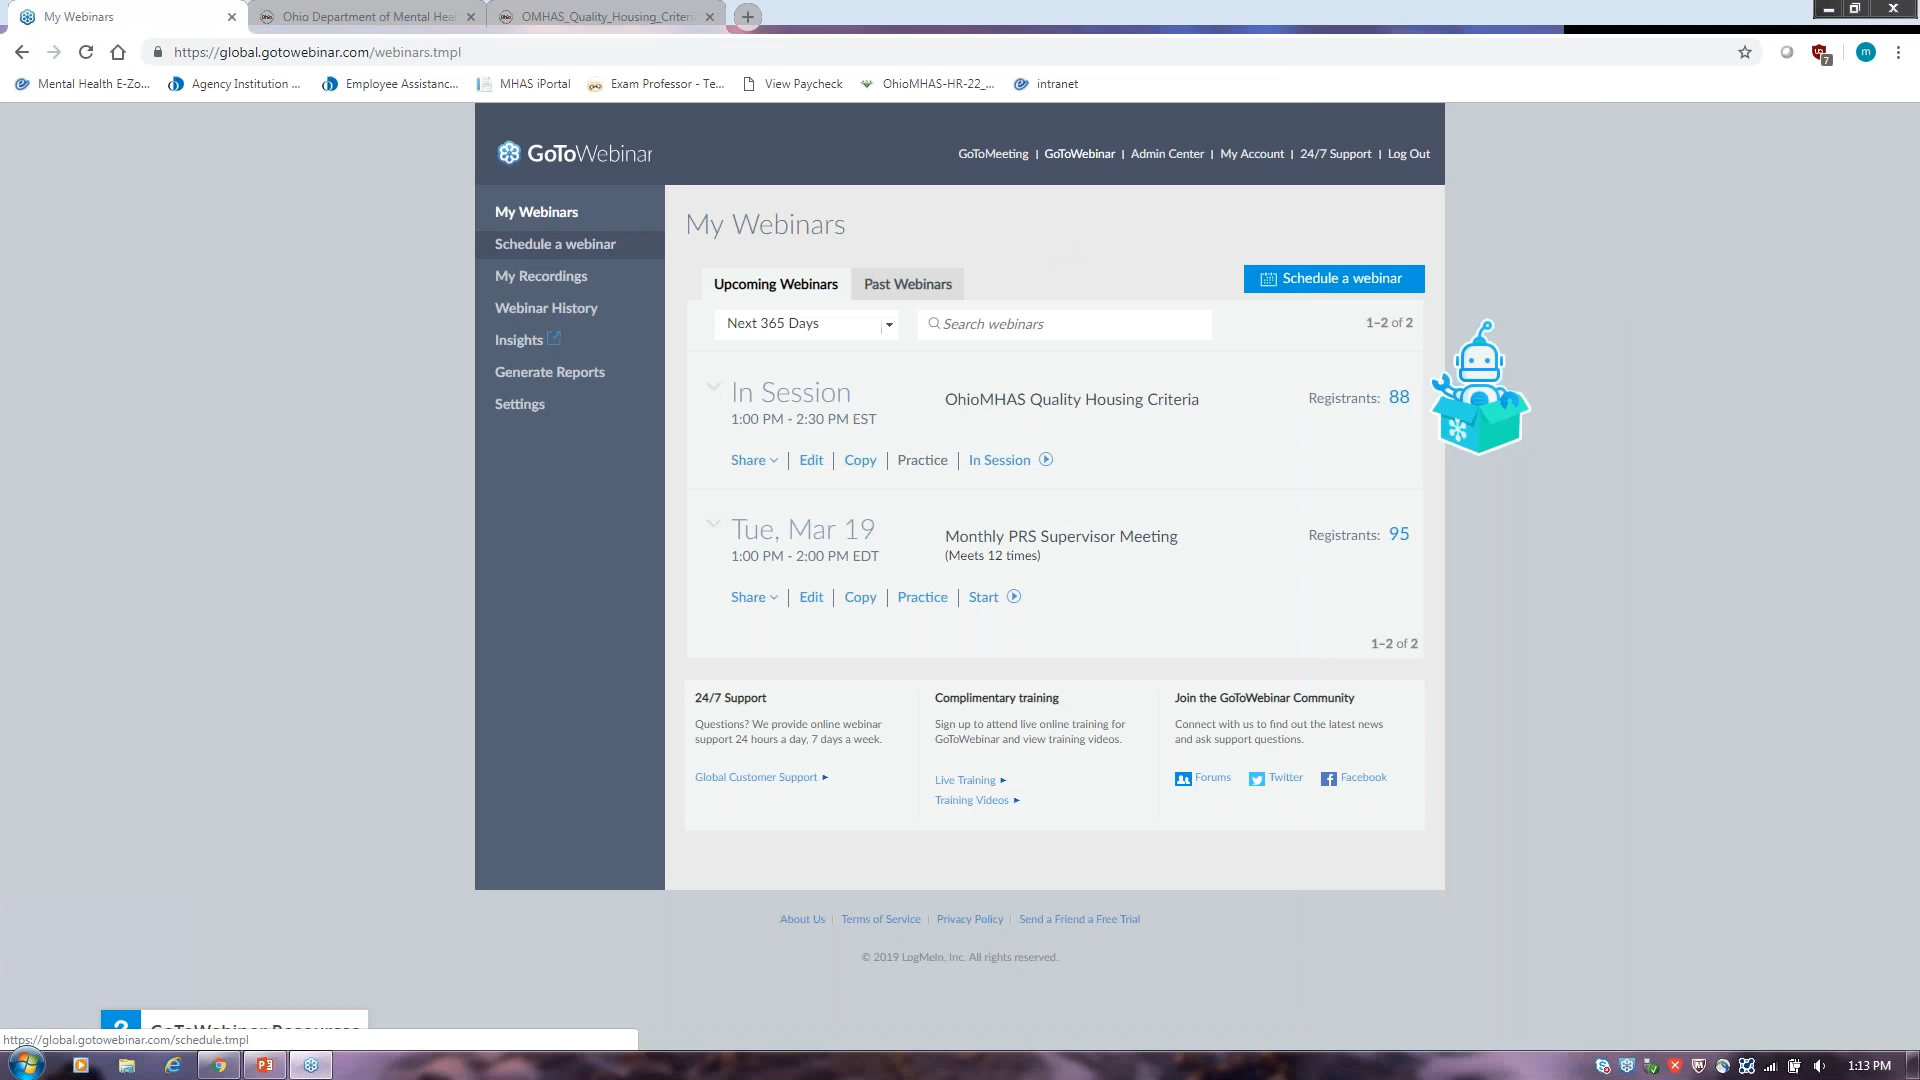 My Webinars
Ohio Department of Mental Hea
OMHAS_Quality_Housing_Criteri
https://global.gotowebinar.com/webinars.tmpl
7
m
Mental Health E-Zo...
Agency Institution ...
Employee Assistanc...
MHAS iPortal
Exam Professor - Te...
View Paycheck
OhioMHAS-HR-22_...
intranet
GoToWebinar
GoToMeeting | GoToWebinar | Admin Center | My Account | 24/7 Support | Log Out
My Webinars
Schedule a webinar
My Recordings
Webinar History
Insights
Generate Reports
Settings
My Webinars
Upcoming Webinars
Past Webinars
Schedule a webinar
Next 365 Days
Search webinars
1–2 of 2
In Session
1:00 PM - 2:30 PM EST
OhioMHAS Quality Housing Criteria
Registrants: 88
Share | Edit | Copy | Practice | In Session
Tue, Mar 19
1:00 PM - 2:00 PM EDT
Monthly PRS Supervisor Meeting
(Meets 12 times)
Registrants: 95
Share | Edit | Copy | Practice | Start
1–2 of 2
24/7 Support
Questions? We provide online webinar
support 24 hours a day, 7 days a week.
Global Customer Support
Complimentary training
Sign up to attend live online training for
GoToWebinar and view training videos.
Live Training
Training Videos
Join the GoToWebinar Community
Connect with us to find out the latest news
and ask support questions.
Forums
Twitter
Facebook
About Us | Terms of Service | Privacy Policy | Send a Friend a Free Trial
© 2019 LogMeIn, Inc. All rights reserved.
? GoToWebinar Resources
https://global.gotowebinar.com/schedule.tmpl
1:13 PM